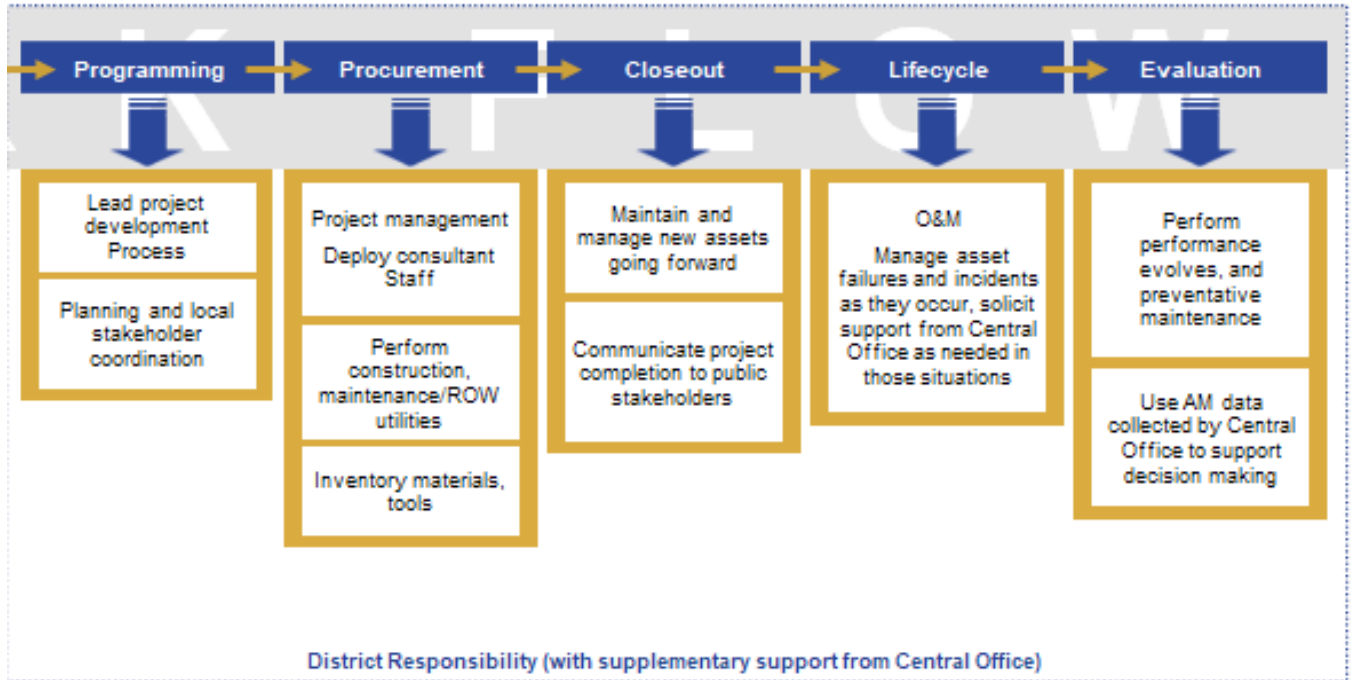 K FLOW
Programming
Procurement
Closeout
Lifecycle
Evaluation
Lead project
development
Process
Planning and local
stakeholder
coordination
Project management
Deploy consultant
Staff
Perform
construction,
maintenance/ROW
utilities
Inventory materials,
tools
Maintain and
manage new assets
going forward
Communicate project
completion to public
stakeholders
O&M
Manage asset
failures and incidents
as they occur, solicit
support from Central
Office as needed in
those situations
Perform
performance
evolves, and
preventative
maintenance
Use AM data
collected by Central
Office to support
decision making
District Responsibility (with supplementary support from Central Office)